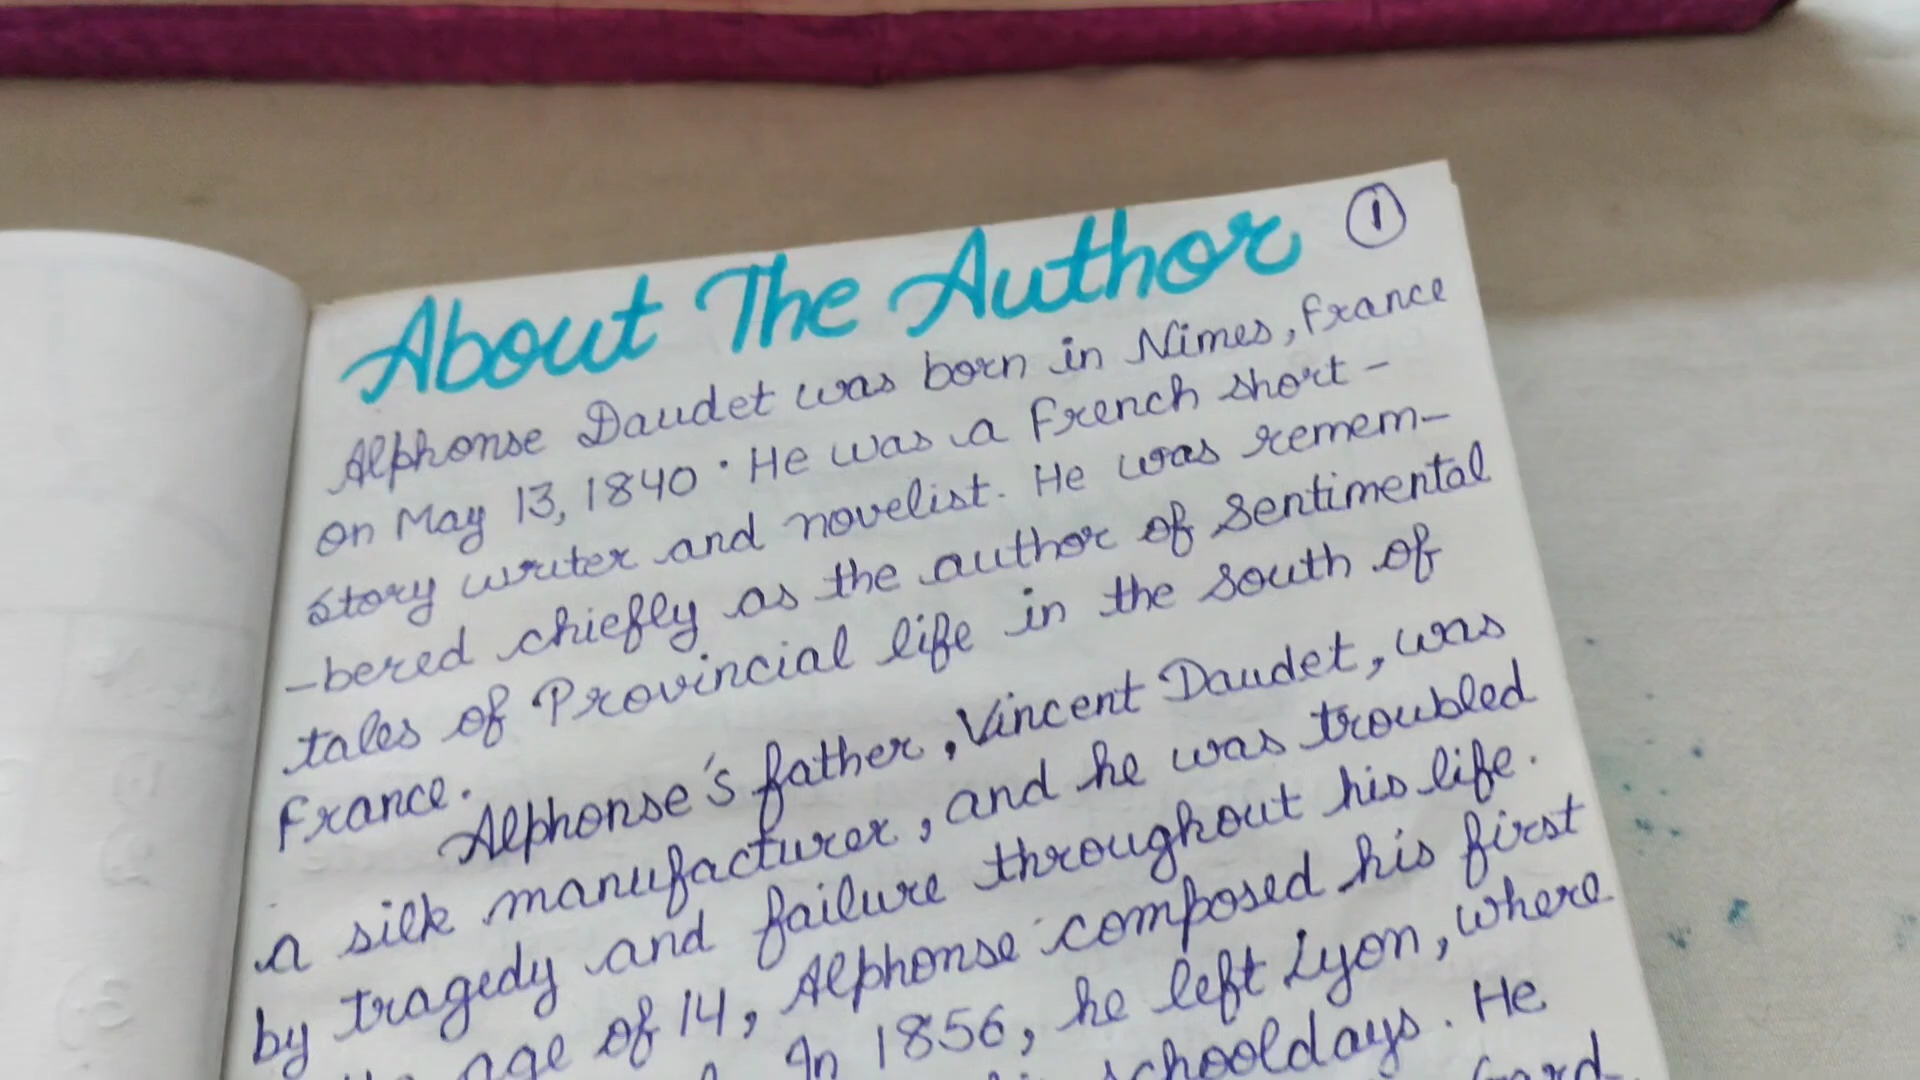 About The Author
1
Alphonse Daudet was born in Nimes, France
on May 13, 1840. He was a French short-
story writer and novelist. He was remem-
-bered chiefly as the author of Sentimental
tales of Provincial life in the South of
France.
Alphonse's father, Vincent Daudet, was
a silk manufacturer, and he was troubled
by tragedy and failure throughout his life.
age of 14, Alphonse composed his first
In 1856, he left Lyon, where
schooldays. He